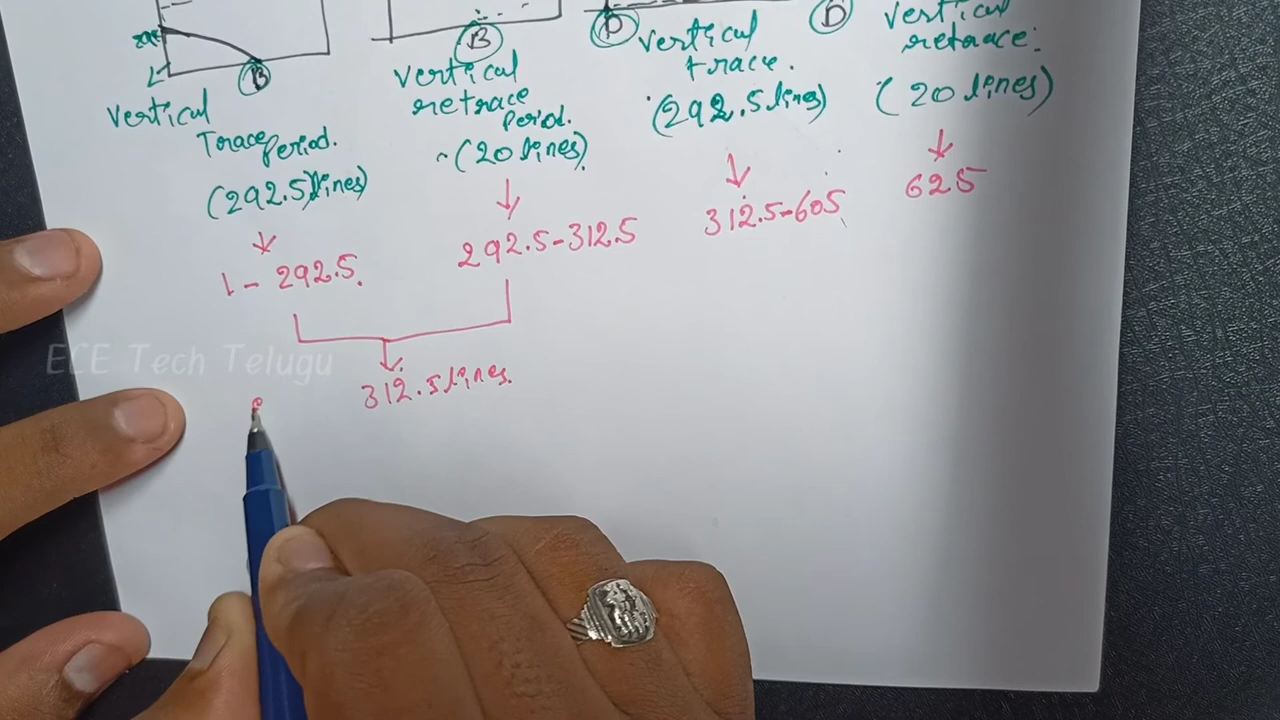 B
Vertical
Trace Period.
(292.5)lines)
1 - 292.5.
B
Vertical
retrace
Period.
(20 lines)
292.5-312.5
312.5 lines.
D
Vertical
trace.
(292.5 lines)
312.5-605
D
Vertical
retrace:
(20 lines)
625
ECE Tech Telugu